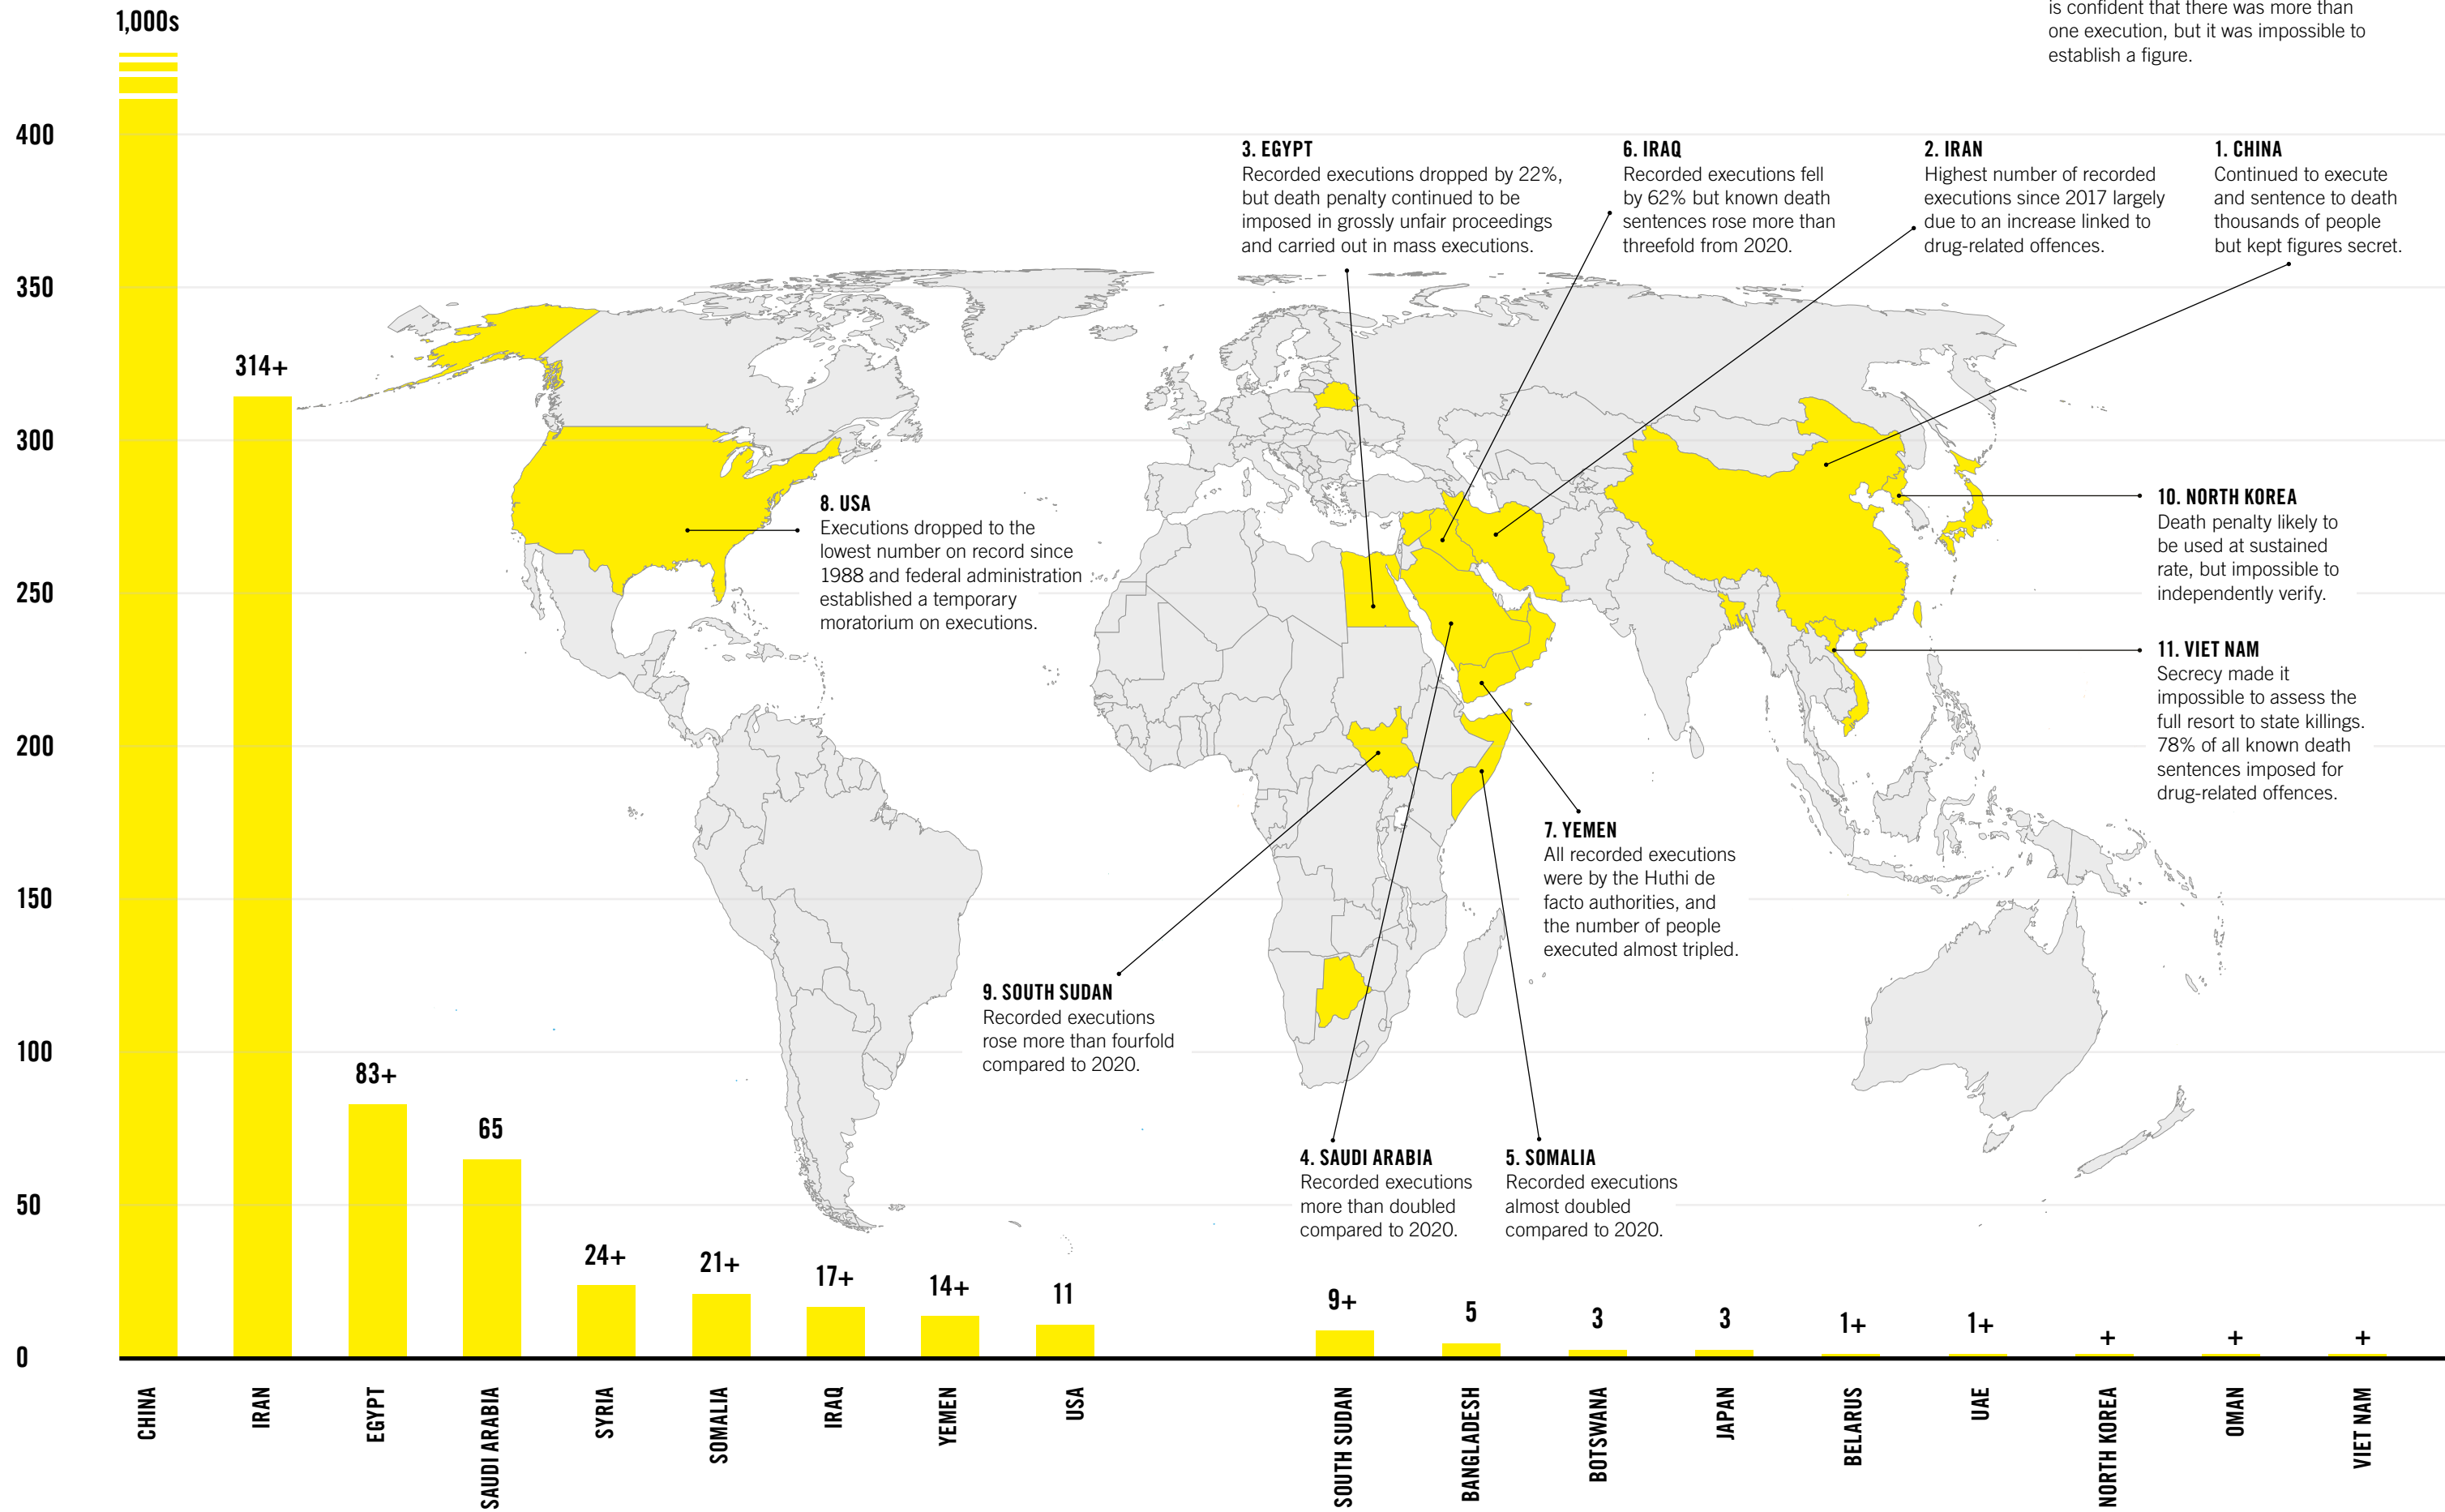 1,000s
is confident that there was more than
one execution, but it was impossible to
establish a figure.
400
350
300
250
200
150
100
50
0
3. EGYPT
Recorded executions dropped by 22%,
but death penalty continued to be
imposed in grossly unfair proceedings
and carried out in mass executions.
6. IRAQ
Recorded executions fell
by 62% but known death
sentences rose more than
threefold from 2020.
2. IRAN
Highest number of recorded
executions since 2017 largely
due to an increase linked to
drug-related offences.
1. CHINA
Continued to execute
and sentence to death
thousands of people
but kept figures secret.
8. USA
Executions dropped to the
lowest number on record since
1988 and federal administration
established a temporary
moratorium on executions.
10. NORTH KOREA
Death penalty likely to
be used at sustained
rate, but impossible to
independently verify.
11. VIET NAM
Secrecy made it
impossible to assess the
full resort to state killings.
78% of all known death
sentences imposed for
drug-related offences.
7. YEMEN
All recorded executions
were by the Huthi de
facto authorities, and
the number of people
executed almost tripled.
9. SOUTH SUDAN
Recorded executions
rose more than fourfold
compared to 2020.
4. SAUDI ARABIA
Recorded executions
more than doubled
compared to 2020.
5. SOMALIA
Recorded executions
almost doubled
compared to 2020.
314+
83+
65
24+
21+
17+
14+
11
9+
5
3
3
1+
1+
+
+
+
CHINA
IRAN
EGYPT
SAUDI ARABIA
SYRIA
SOMALIA
IRAQ
YEMEN
USA
SOUTH SUDAN
BANGLADESH
BOTSWANA
JAPAN
BELARUS
UAE
NORTH KOREA
OMAN
VIET NAM